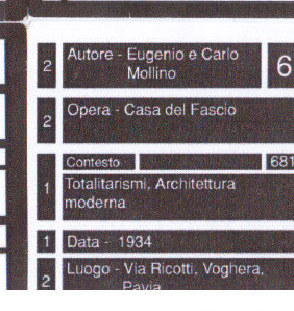 2 Autore - Eugenio e Carlo
Mollino
6
2 Opera - Casa del Fascio
Contesto 681
1 Totalitarismi, Architettura
moderna
1 Data - 1934
2 Luogo - Via Ricotti, Voghera,
Pavia